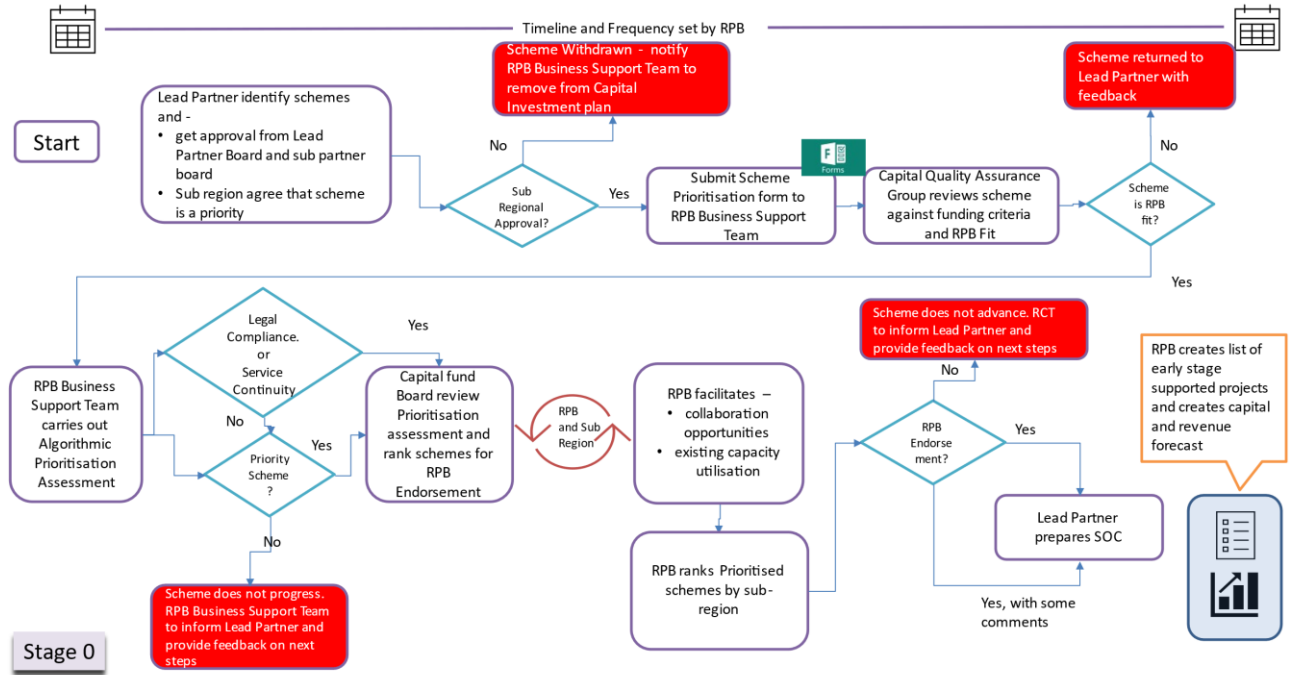 Timeline and Frequency set by RPB
Scheme Withdrawn - notify
RPB Business Support Team to
remove from Capital
Investment plan
Scheme returned to
Lead Partner with
feedback
Start
Lead Partner identify schemes
and -
• get approval from Lead
Partner Board and sub partner
board
• Sub region agree that scheme
is a priority
No
Sub
Regional
Approval?
Yes
Forms
Submit Scheme
Prioritisation form to
RPB Business Support
Team
Capital Quality Assurance
Group reviews scheme
against funding criteria
and RPB Fit
No
Scheme
is RPB
fit?
Yes
RPB Business
Support Team
carries out
Algorithmic
Prioritisation
Assessment
Legal
Compliance.
or
Service
Continuity
Yes
No
Priority
Scheme
?
Yes
No
Scheme does not progress.
RPB Business Support Team
to inform Lead Partner and
provide feedback on next
steps
Capital fund
Board review
Prioritisation
assessment and
rank schemes for
RPB
Endorsement
RPB
and Sub
Region
RPB facilitates –
• collaboration
opportunities
• existing capacity
utilisation
RPB ranks Prioritised
schemes by sub-
region
Scheme does not advance. RCT
to inform Lead Partner and
provide feedback on next steps
No
RPB
Endorse
ment?
Yes
Lead Partner
prepares SOC
Yes, with some
comments
RPB creates list of
early stage
supported projects
and creates capital
and revenue
forecast
Stage 0